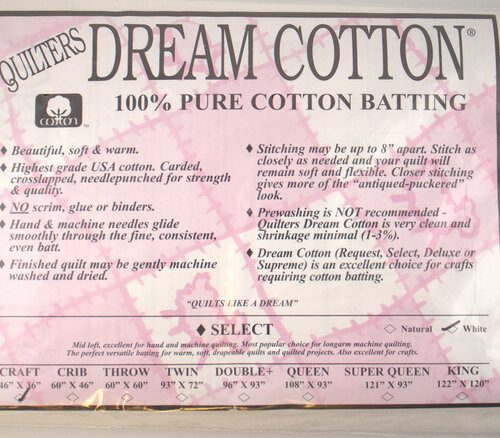 QUILTERS DREAM COTTON®
100% PURE COTTON BATTING
cotton ™
♦ Beautiful, soft & warm.
♦ Highest grade USA cotton. Carded,
crosslapped, needlepunched for strength
& quality.
♦ NO scrim, glue or binders.
♦ Hand & machine needles glide
smoothly through the fine, consistent,
even batt.
♦ Finished quilt may be gently machine
washed and dried.
♦ Stitching may be up to 8" apart. Stitch as
closely as needed and your quilt will
remain soft and flexible. Closer stitching
gives more of the "antiqued-puckered"
look.
♦ Prewashing is NOT recommended -
Quilters Dream Cotton is very clean and
shrinkage minimal (1-3%).
♦ Dream Cotton (Request, Select, Deluxe or
Supreme) is an excellent choice for crafts
requiring cotton batting.
"QUILTS LIKE A DREAM"
♦ SELECT
◇ Natural ◇ White
Mid loft, excellent for hand and machine quilting. Most popular choice for longarm machine quilting.
The perfect versatile batting for warm, soft, drapeable quilts and quilted projects. Also excellent for crafts.
CRAFT CRIB THROW TWIN DOUBLE+ QUEEN SUPER QUEEN KING
46" X 36" 60" X 46" 60" X 60" 93" X 72" 96" X 93" 108" X 93" 121" X 93" 122" X 120"